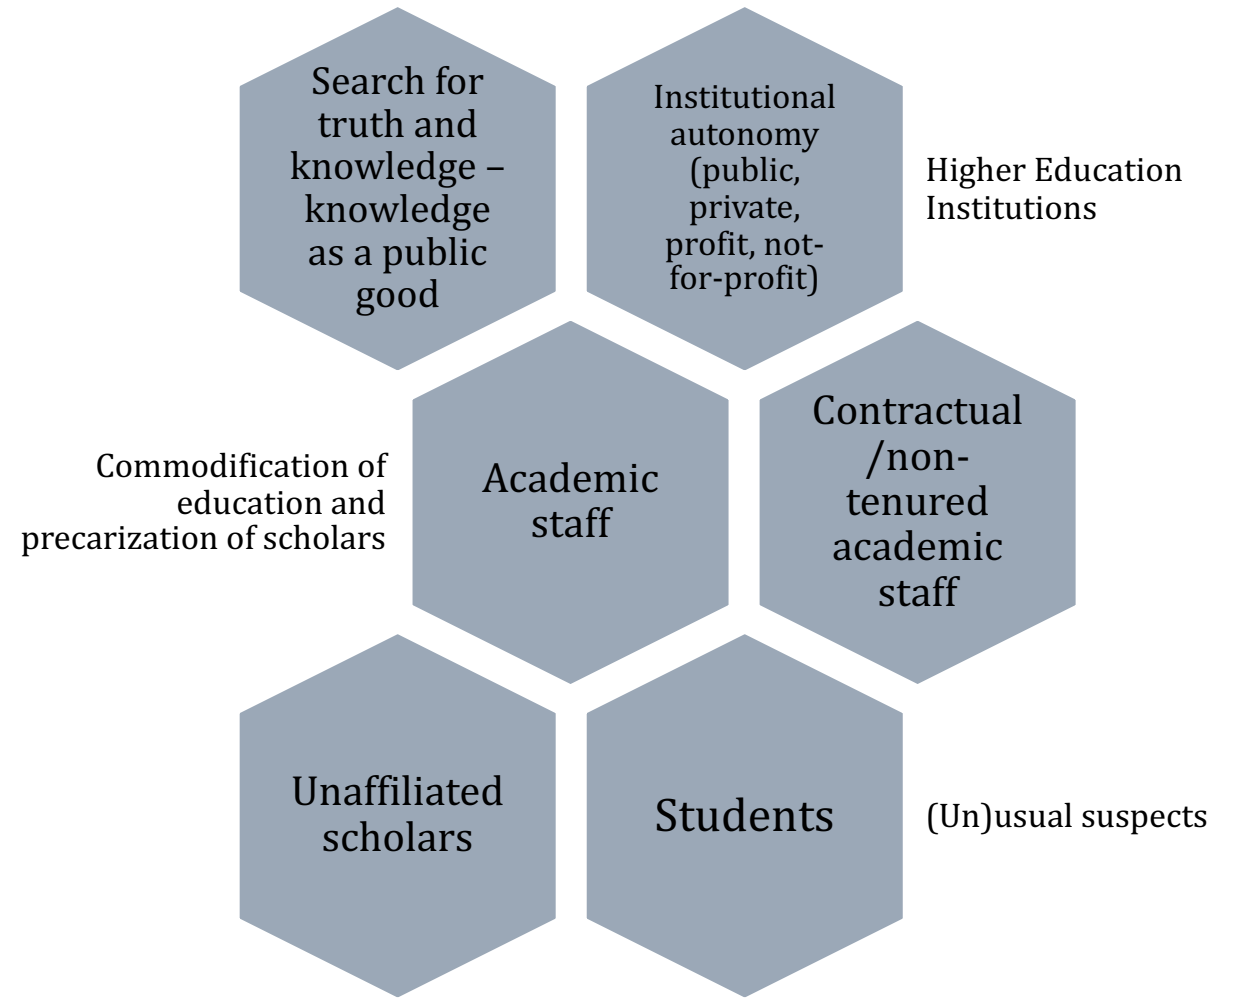 Search for
truth and
knowledge –
knowledge
as a public
good
Institutional
autonomy
(public,
private,
profit, not-
for-profit)
Higher Education
Institutions
Commodification of
education and
precarization of scholars
Academic
staff
Contractual
/non-
tenured
academic
staff
Unaffiliated
scholars
Students
(Un)usual suspects